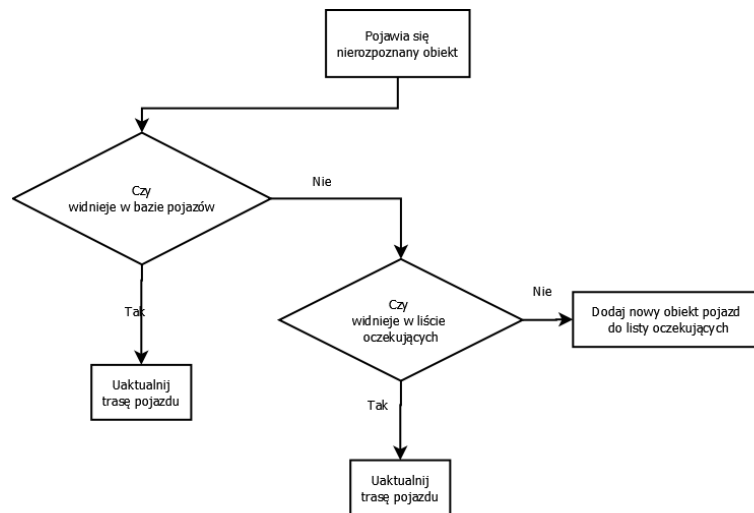 Pojawia się
nierozpoznany obiekt
Czy
widnieje w bazie pojazów
Nie
Tak
Uaktualnij
trasę pojazdu
Czy
widnieje w liście
oczekujących
Nie
Dodaj nowy obiekt pojazd
do listy oczekujących
Tak
Uaktualnij
trasę pojazdu